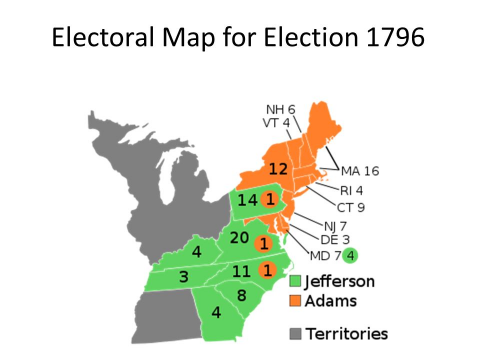 Electoral Map for Election 1796
NH 6
VT 4
12
MA 16
RI 4
CT 9
14 1
NJ 7
DE 3
MD 7 4
20 1
4
3
11 1
8
4
Jefferson
Adams
Territories